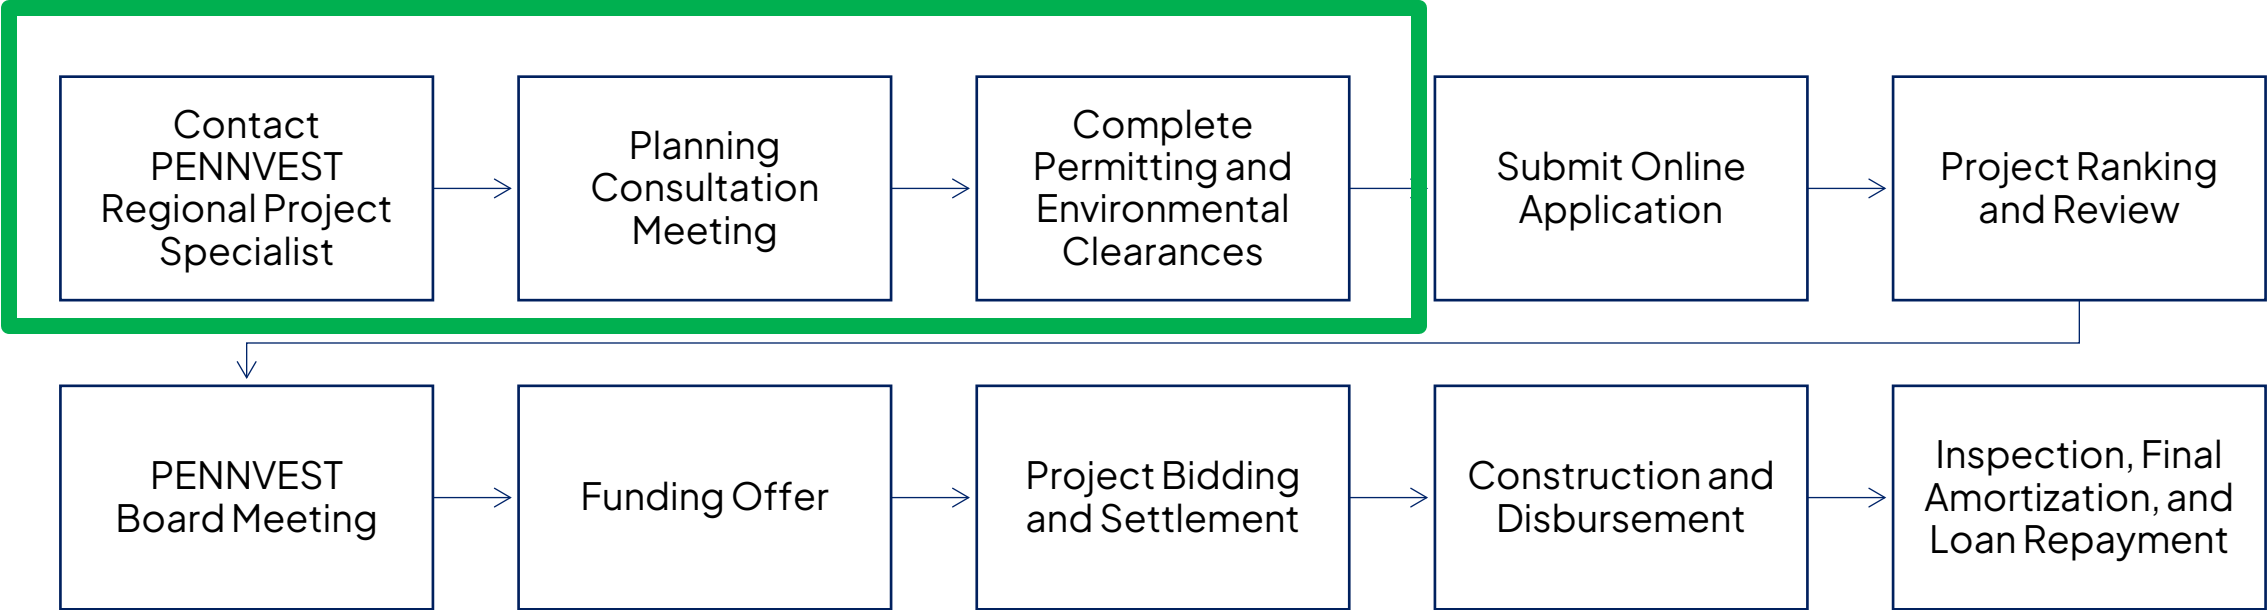 Contact
PENNVEST
Regional Project
Specialist
Planning
Consultation
Meeting
Complete
Permitting and
Environmental
Clearances
Submit Online
Application
Project Ranking
and Review
PENNVEST
Board Meeting
Funding Offer
Project Bidding
and Settlement
Construction and
Disbursement
Inspection, Final
Amortization, and
Loan Repayment